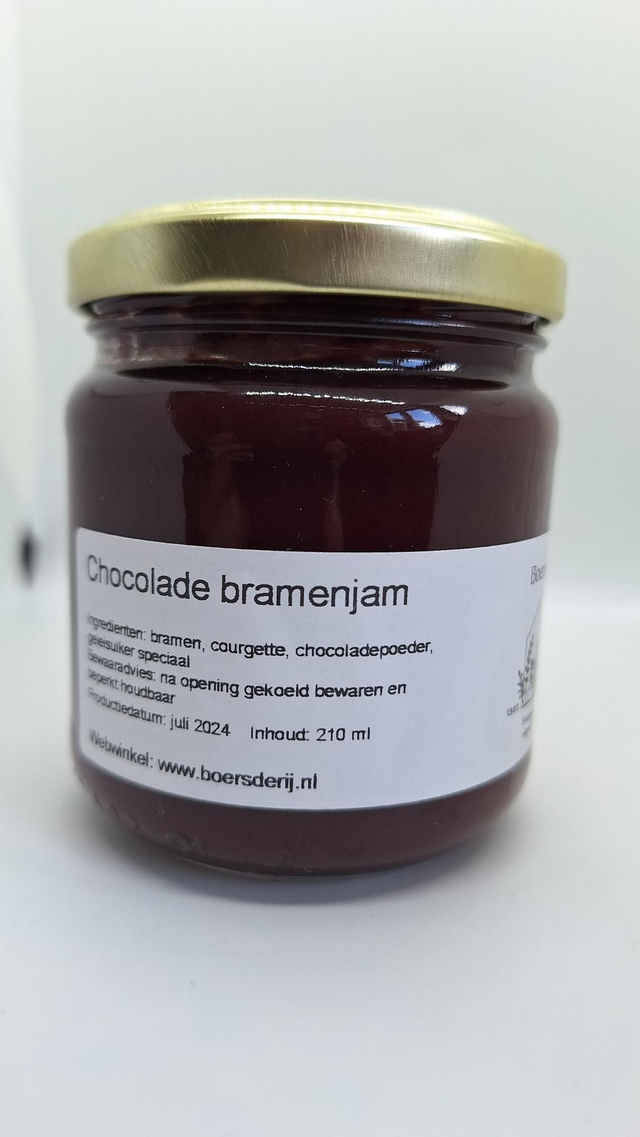 Chocolade bramenjam
Ingredienten: bramen, courgette, chocoladepoeder,
geleisuiker speciaal
Bewaaradvies: na opening gekoeld bewaren en
beperkt houdbaar
Productiedatum: juli 2024 Inhoud: 210 ml
Webwinkel: www.boersderij.nl